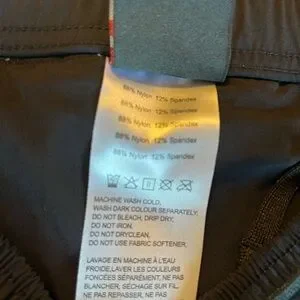 88% Nylon 12% Spandex
88% Nylon 12% Spandex
88% Nylon 12% Spandex
88% Nylon 12% Spandex
88% Nylon 12% Spandex
MACHINE WASH COLD,
WASH DARK COLOUR SEPARATELY,
DO NOT BLEACH, DRIP DRY,
DO NOT IRON,
DO NOT DRYCLEAN,
DO NOT USE FABRIC SOFTENER,
LAVAGE EN MACHINE À L'EAU
FROIDE,LAVER LES COULEURS
FONCÉES SÉPARÉMENT, NE PAS
BLANCHIER, SÉCHAGE SUR FIL,
NE PAS REPASSER, NE PAS